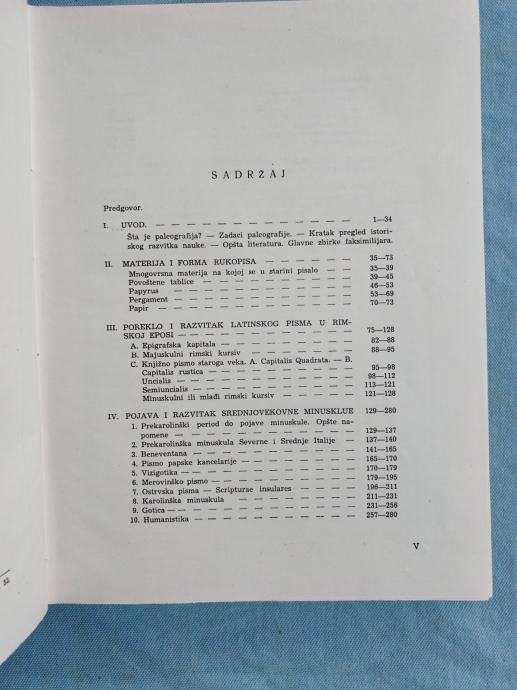 SADRŽAJ
Predgovor.
I. UVOD. — — — — — — — — — — — — — 1—34
Šta je paleografija? — Zadaci paleografije. — Kratak pregled istori-
skog razvitka nauke. — Opšta literatura. Glavne zbirke faksimilijara.
II. MATERIJA I FORMA RUKOPISA — — — — — — 35—73
Mnogovrsna materija na kojoj se u starini pisalo — — 35—39
Povoštene tablice — — — — — — — — — — 39—45
Papyrus — — — — — — — — — — — — 46—53
Pergament — — — — — — — — — — — — 53—69
Papir — — — — — — — — — — — — — 70—73
III. POREKLO I RAZVITAK LATINSKOG PISMA U RIM-
SKOJ EPOSI — — — — — — — — — — — — 75—128
A. Epigrafska kapitala — — — — — — — — — 82—88
B. Majuskulni rimski kursiv — — — — — — — 88—95
C. Knjižno pismo staroga veka. A. Capitalis Quadrata. — B.
Capitalis rustica — — — — — — — — — — 95—98
Uncialis — — — — — — — — — — — — 98—112
Semiuncialis — — — — — — — — — — — 113—121
Minuskulni ili mlađi rimski kursiv — — — — — 121—128
IV. POJAVA I RAZVITAK SREDNJOVEKOVNE MINUSKLUE 129—280
1. Prekarolinški period do pojave minuskule. Opšte na-
pomene — — — — — — — — — — — — 129—137
2. Prekarolinška minuskula Severne i Srednje Italije — 137—140
3. Beneventana — — — — — — — — — — — 141—165
4. Pismo papske kancelarije — — — — — — — 165—170
5. Vizigotika — — — — — — — — — — — — 170—179
6. Merovinško pismo — — — — — — — — — — 179—195
7. Ostrvska pisma — Scripturae insulares — — — — 196—211
8. Karolinška minuskula — — — — — — — — 211—231
9. Gotica — — — — — — — — — — — — — 231—256
10. Humanistika — — — — — — — — — — — 257—280
V
52